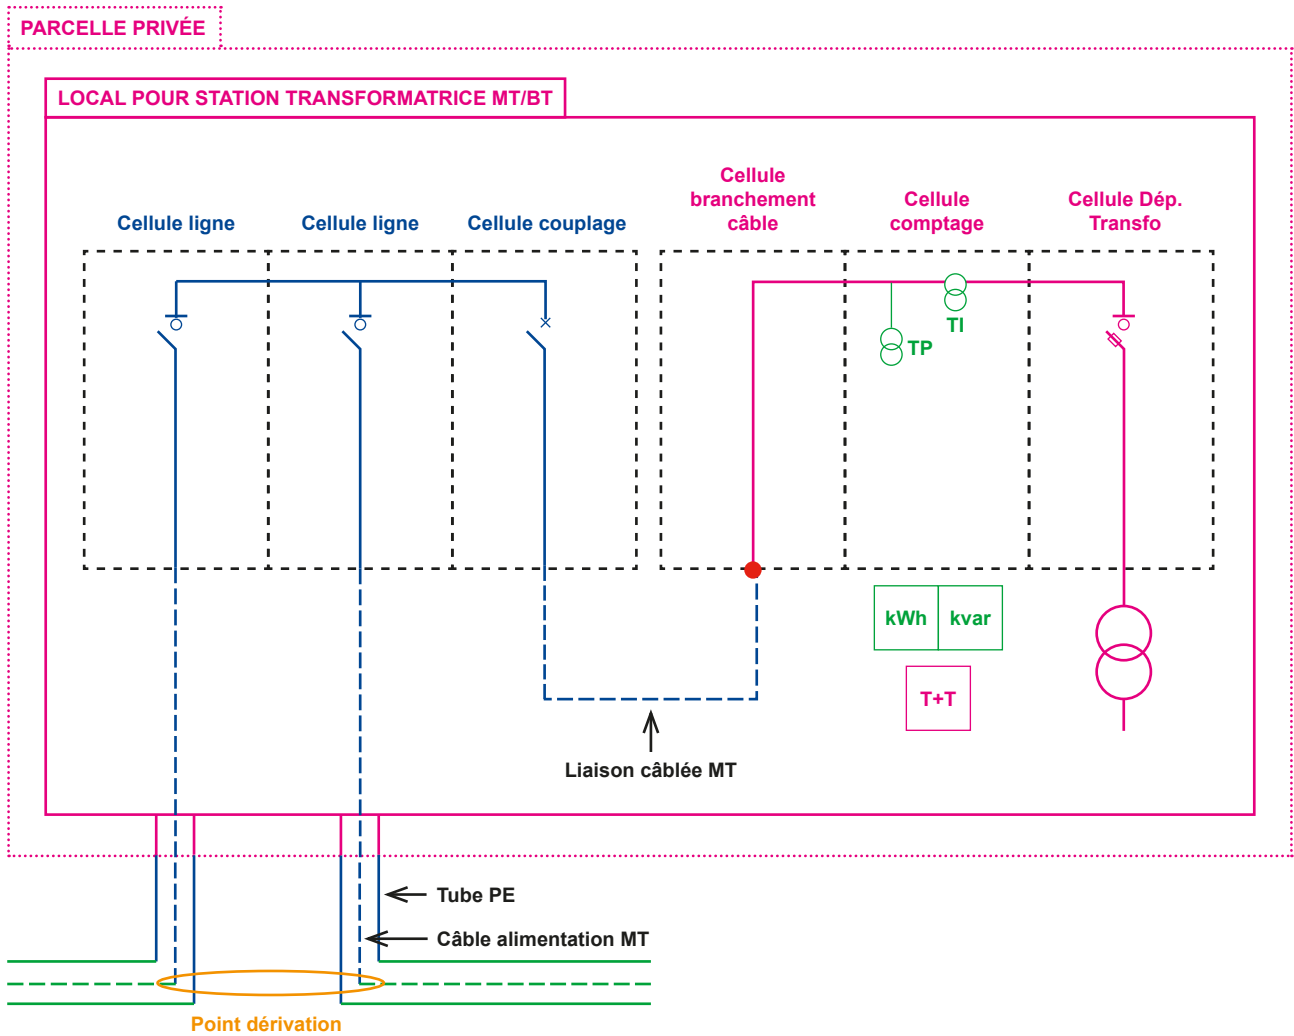 PARCELLE PRIVÉE
LOCAL POUR STATION TRANSFORMATRICE MT/BT
Cellule ligne
Cellule ligne
Cellule couplage
Cellule
branchement
câble
Cellule
comptage
Cellule Dép.
Transfo
TI
TP
kWh
kvar
T+T
Liaison câblée MT
Tube PE
Câble alimentation MT
Point dérivation